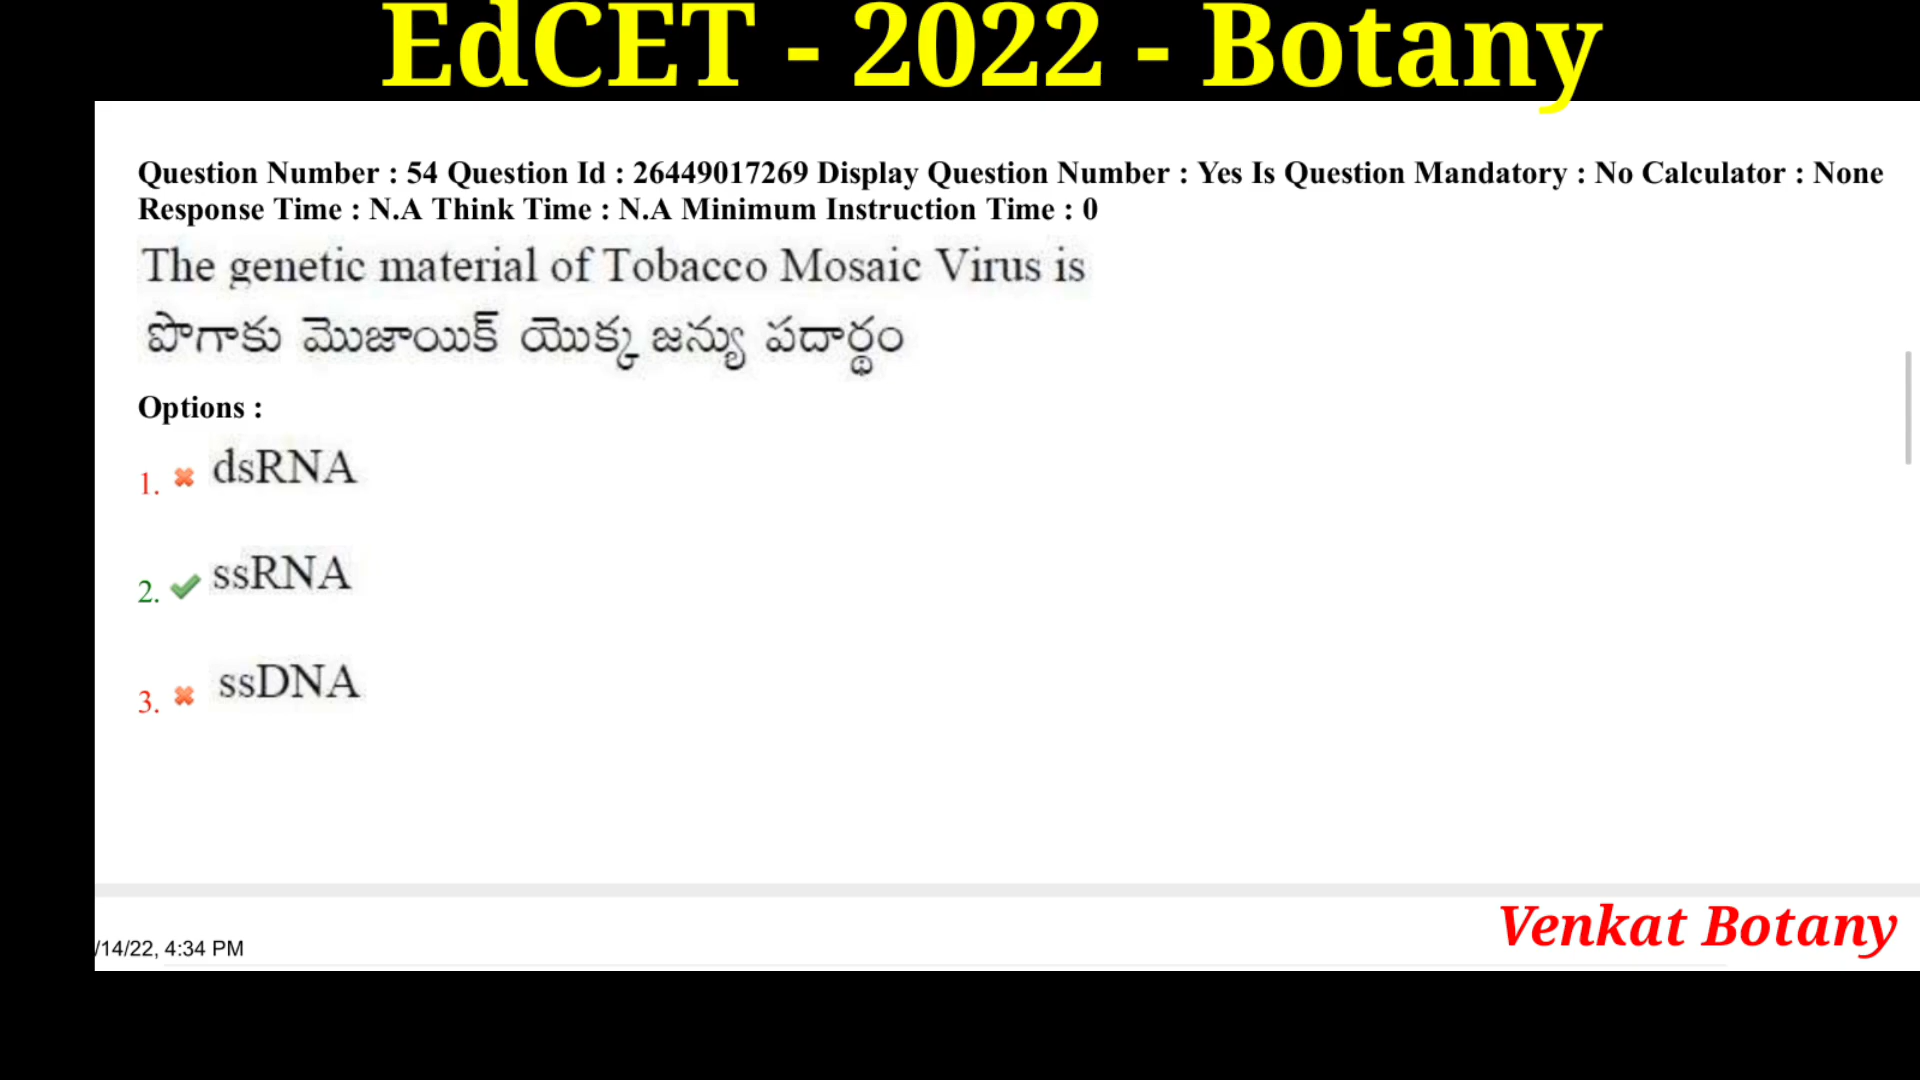 EdCET - 2022 - Botany
Question Number : 54 Question Id : 26449017269 Display Question Number : Yes Is Question Mandatory : No Calculator : None
Response Time : N.A Think Time : N.A Minimum Instruction Time : 0
The genetic material of Tobacco Mosaic Virus is
పొగాకు మొజాయిక్ యొక్క జన్యు పదార్థం
Options :
1. ✖ dsRNA
2. ✔ ssRNA
3. ✖ ssDNA
Venkat Botany
/14/22, 4:34 PM